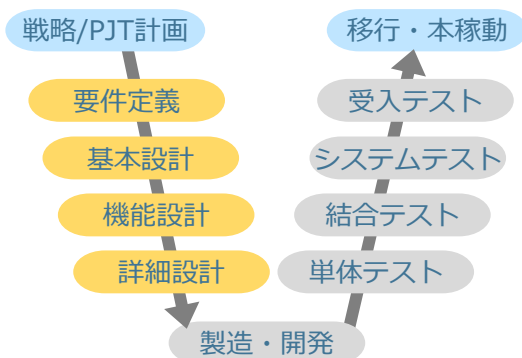 戦略/PJT計画
要件定義
基本設計
機能設計
詳細設計
製造・開発
単体テスト
結合テスト
システムテスト
受入テスト
移行・本稼動